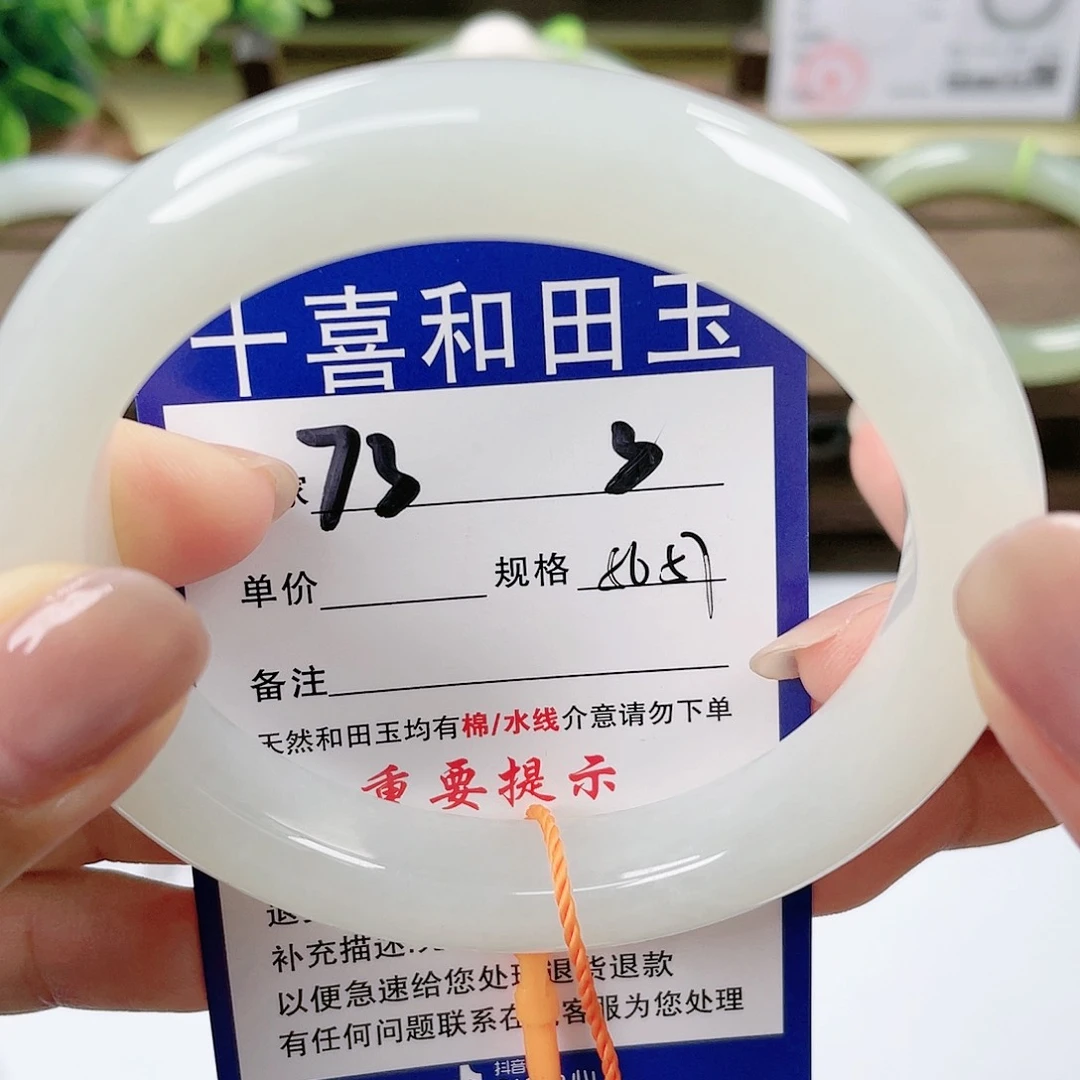 十喜和田玉
家 73
单价 规格
备注
天然和田玉均有棉/水线介意请勿下单
重要提示
补充描述
以便急速给您处理退货退款
有任何问题联系在客服为您处理
抖音